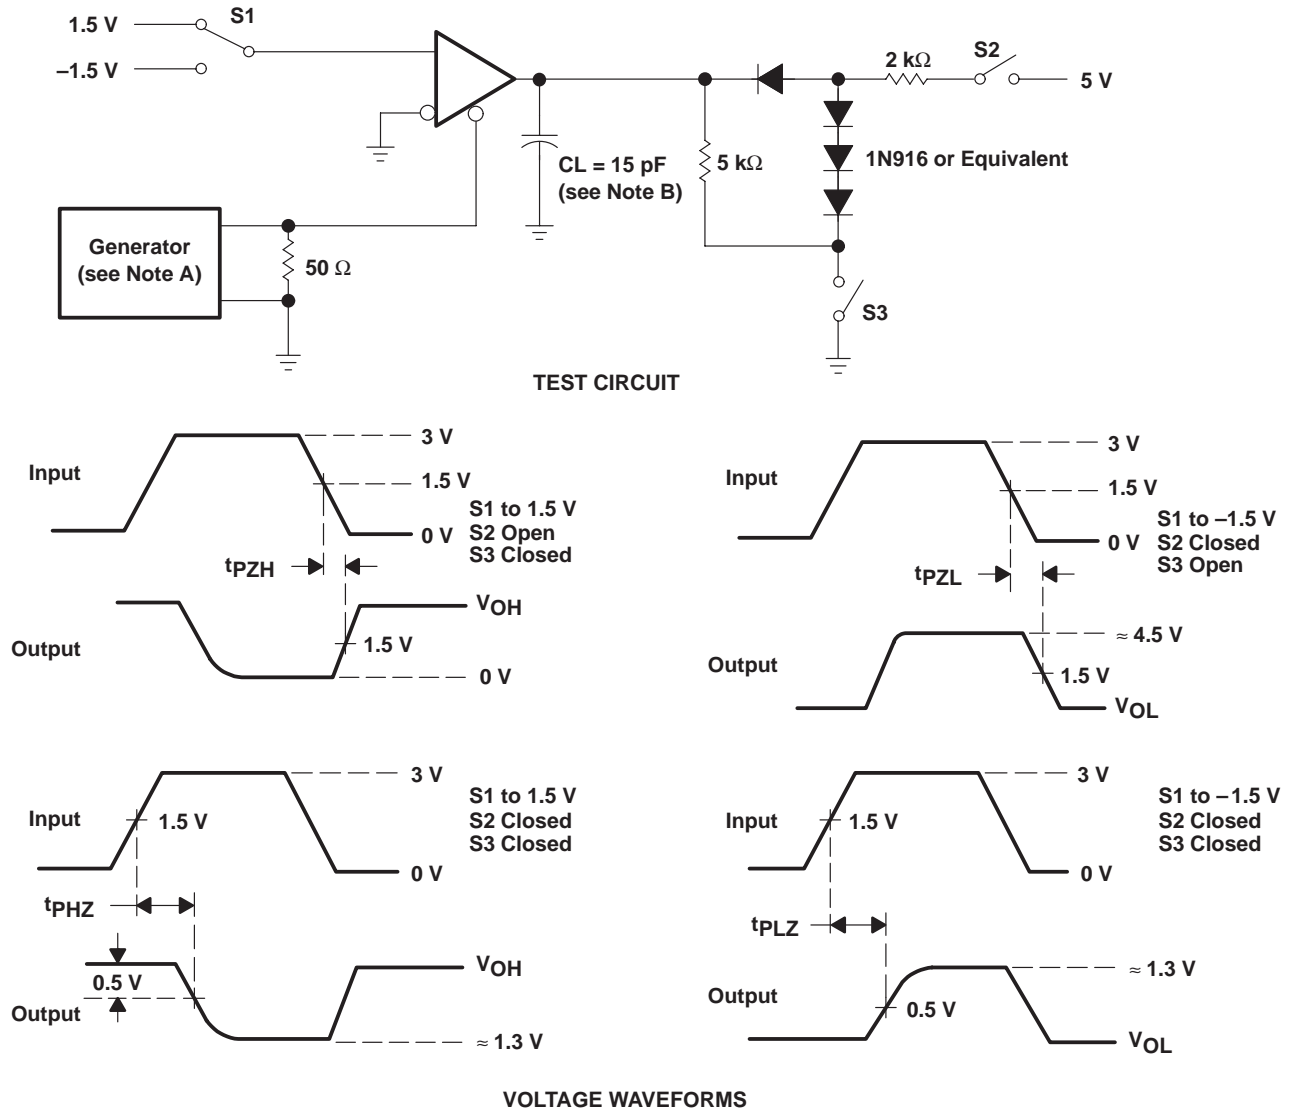 1.5 V
S1
–1.5 V
2 kΩ
S2
5 V
CL = 15 pF
(see Note B)
5 kΩ
1N916 or Equivalent
Generator
(see Note A)
50 Ω
S3
TEST CIRCUIT
Input
3 V
1.5 V
0 V
S1 to 1.5 V
S2 Open
S3 Closed
tPZH
Output
VOH
1.5 V
0 V
Input
3 V
1.5 V
0 V
S1 to –1.5 V
S2 Closed
S3 Open
tPZL
Output
≈ 4.5 V
1.5 V
VOL
Input
3 V
1.5 V
0 V
S1 to 1.5 V
S2 Closed
S3 Closed
tPHZ
0.5 V
Output
VOH
≈ 1.3 V
Input
3 V
1.5 V
0 V
S1 to –1.5 V
S2 Closed
S3 Closed
tPLZ
Output
≈ 1.3 V
0.5 V
VOL
VOLTAGE WAVEFORMS